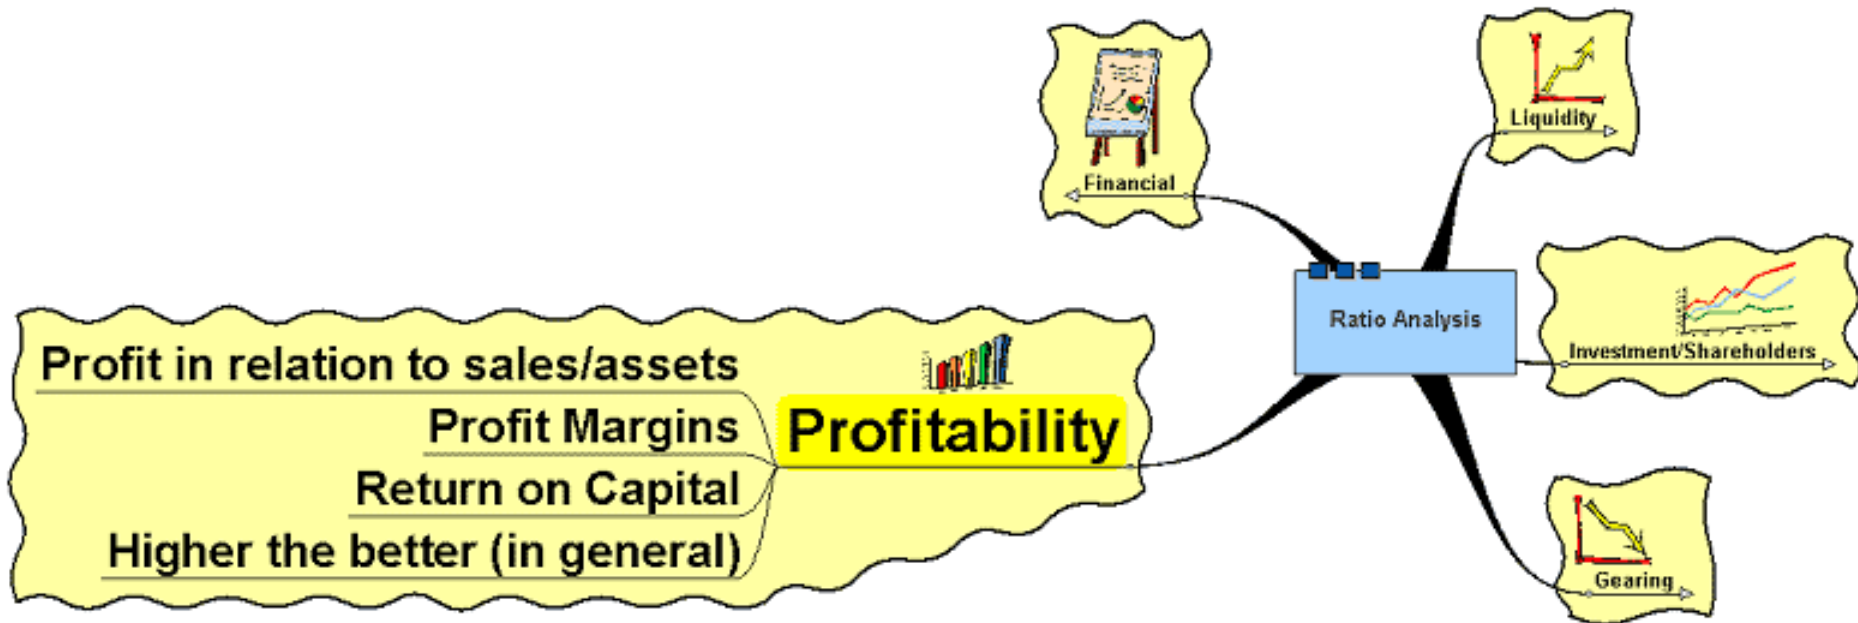 Financial
Liquidity
Ratio Analysis
Investment/Shareholders
Profit in relation to sales/assets
Profit Margins
Profitability
Return on Capital
Higher the better (in general)
Gearing